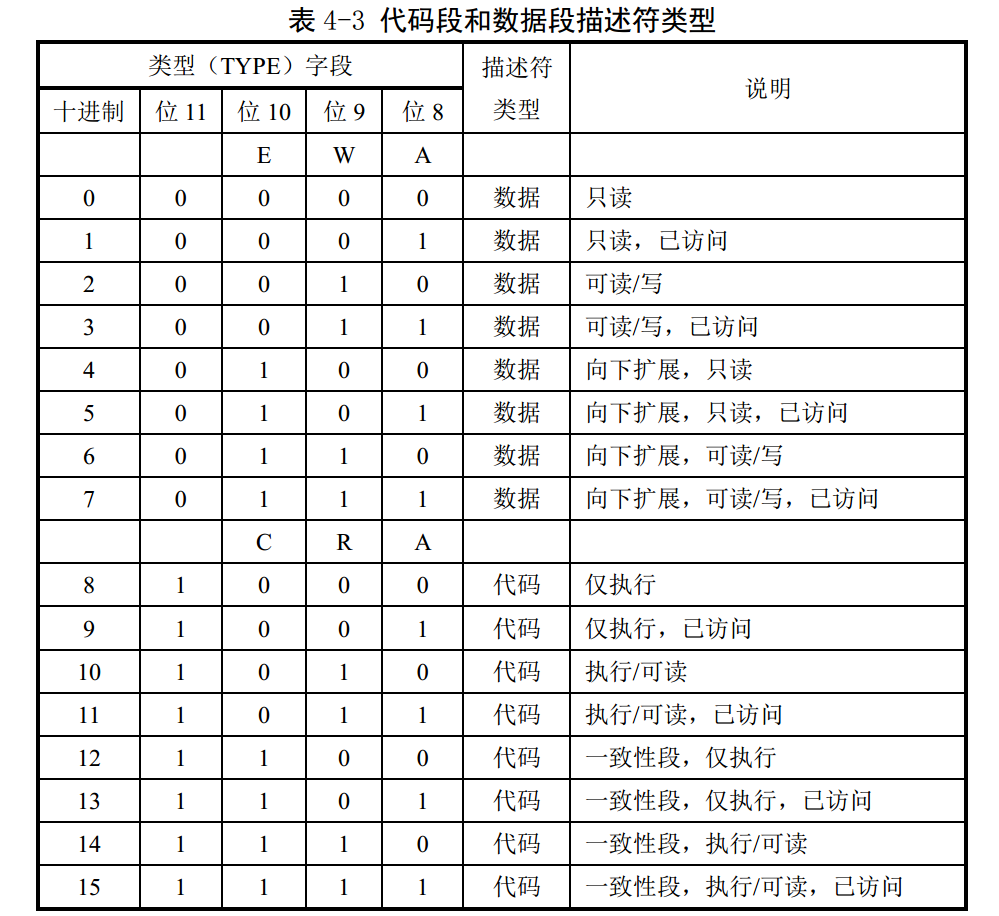 表 4-3 代码段和数据段描述符类型
类型（TYPE）字段 描述符类型 说明
十进制 位 11 位 10 位 9 位 8
E W A
0 0 0 0 0 数据 只读
1 0 0 0 1 数据 只读，已访问
2 0 0 1 0 数据 可读/写
3 0 0 1 1 数据 可读/写，已访问
4 0 1 0 0 数据 向下扩展，只读
5 0 1 0 1 数据 向下扩展，只读，已访问
6 0 1 1 0 数据 向下扩展，可读/写
7 0 1 1 1 数据 向下扩展，可读/写，已访问
C R A
8 1 0 0 0 代码 仅执行
9 1 0 0 1 代码 仅执行，已访问
10 1 0 1 0 代码 执行/可读
11 1 0 1 1 代码 执行/可读，已访问
12 1 1 0 0 代码 一致性段，仅执行
13 1 1 0 1 代码 一致性段，仅执行，已访问
14 1 1 1 0 代码 一致性段，执行/可读
15 1 1 1 1 代码 一致性段，执行/可读，已访问